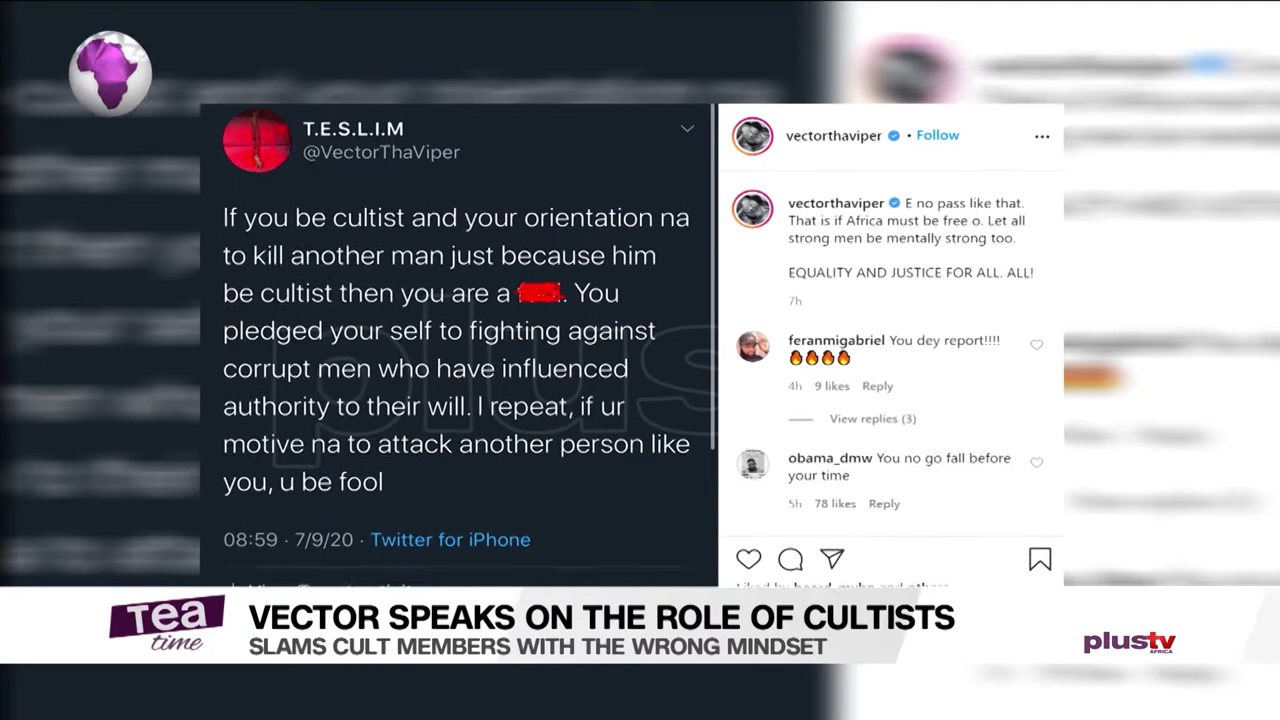 T.E.S.L.I.M
@VectorThaViper
If you be cultist and your orientation na
to kill another man just because him
be cultist then you are a . You
pledged your self to fighting against
corrupt men who have influenced
authority to their will. I repeat, if ur
motive na to attack another person like
you, u be fool
08:59 · 7/9/20 · Twitter for iPhone
vectorthaviper • Follow
vectorthaviper E no pass like that.
That is if Africa must be free o. Let all
strong men be mentally strong too.
EQUALITY AND JUSTICE FOR ALL. ALL!
7h
feranmigabriel You dey report!!!!
🔥🔥🔥🔥
4h 9 likes Reply
View replies (3)
obama_dmw You no go fall before
your time
5h 78 likes Reply
plus
Tea
time
VECTOR SPEAKS ON THE ROLE OF CULTISTS
SLAMS CULT MEMBERS WITH THE WRONG MINDSET
plustv
AFRICA